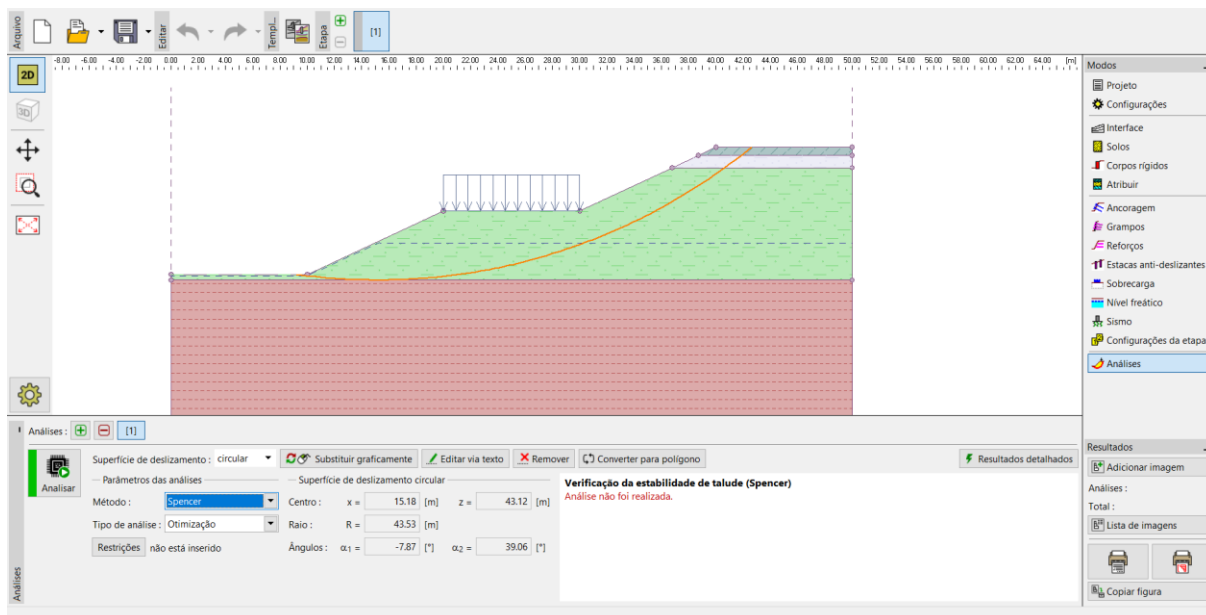 Arquivo
Editar
Templ...
Etapa
[1]
2D
3D
-8.00 -6.00 -4.00 -2.00 0.00 2.00 4.00 6.00 8.00 10.00 12.00 14.00 16.00 18.00 20.00 22.00 24.00 26.00 28.00 30.00 32.00 34.00 36.00 38.00 40.00 42.00 44.00 46.00 48.00 50.00 52.00 54.00 56.00 58.00 60.00 62.00 64.00 [m]
Modos
Projeto
Configurações
Interface
Solos
Corpos rígidos
Atribuir
Ancoragem
Grampos
Reforços
Estacas anti-deslizantes
Sobrecarga
Nível freático
Sismo
Configurações da etapa
Análises
Análises : [1]
Analisar
Superfície de deslizamento : circular
Substituir graficamente
Editar via texto
Remover
Converter para polígono
Resultados detalhados
Parâmetros das análises
Método : Spencer
Tipo de análise : Otimização
Restrições não está inserido
Superfície de deslizamento circular
Centro : x = 15.18 [m] z = 43.12 [m]
Raio : R = 43.53 [m]
Ângulos : α1 = -7.87 [°] α2 = 39.06 [°]
Verificação da estabilidade de talude (Spencer)
Análise não foi realizada.
Análises
Resultados
Adicionar imagem
Análises :
Total :
Lista de imagens
Copiar figura